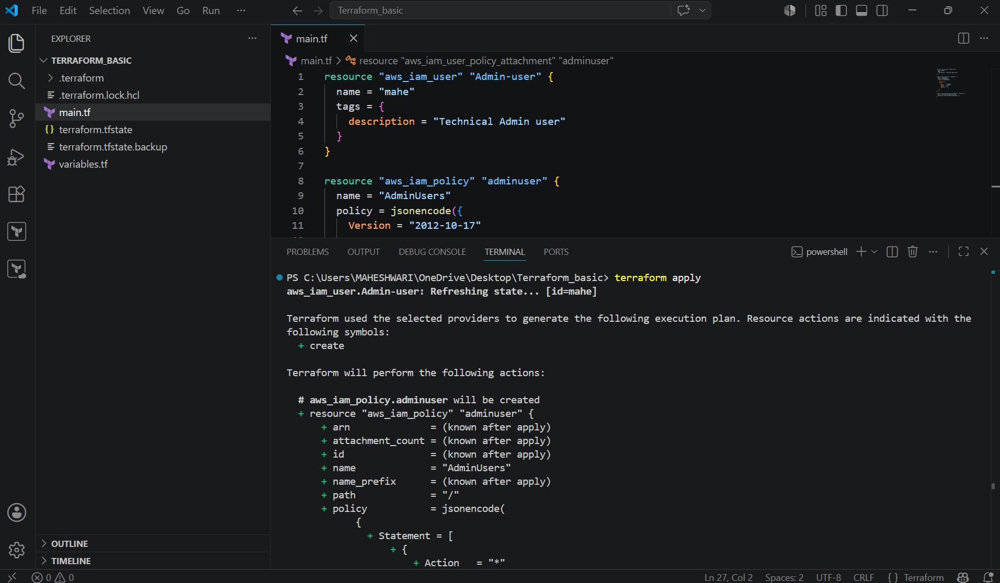 File Edit Selection View Go Run ···
Terraform_basic
EXPLORER
TERRAFORM_BASIC
.terraform
.terraform.lock.hcl
main.tf
terraform.tfstate
terraform.tfstate.backup
variables.tf
OUTLINE
TIMELINE
main.tf
main.tf > resource "aws_iam_user_policy_attachment" "adminuser"
1 resource "aws_iam_user" "Admin-user" {
2 name = "mahe"
3 tags = {
4 description = "Technical Admin user"
5 }
6 }
7
8 resource "aws_iam_policy" "adminuser" {
9 name = "AdminUsers"
10 policy = jsonencode({
11 Version = "2012-10-17"
PROBLEMS OUTPUT DEBUG CONSOLE TERMINAL PORTS
powershell
PS C:\Users\MAHESHWARI\OneDrive\Desktop\Terraform_basic> terraform apply
aws_iam_user.Admin-user: Refreshing state... [id=mahe]
Terraform used the selected providers to generate the following execution plan. Resource actions are indicated with the
following symbols:
+ create
Terraform will perform the following actions:
# aws_iam_policy.adminuser will be created
+ resource "aws_iam_policy" "adminuser" {
+ arn = (known after apply)
+ attachment_count = (known after apply)
+ id = (known after apply)
+ name = "AdminUsers"
+ name_prefix = (known after apply)
+ path = "/"
+ policy = jsonencode(
{
+ Statement = [
+ {
+ Action = "*"
0 0
Ln 27, Col 2 Spaces: 2 UTF-8 CRLF { } Terraform